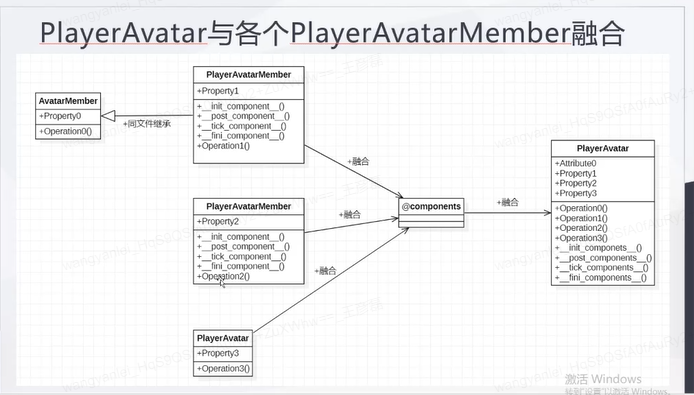 PlayerAvatar与各个PlayerAvatarMember融合
AvatarMember
+Property0
+Operation0()
+同文件继承
PlayerAvatarMember
+Property1
+__init_component__()
+__post_component__()
+__tick_component__()
+__fini_component__()
+Operation1()
+融合
PlayerAvatarMember
+Property2
+__init_component__()
+__post_component__()
+__tick_component__()
+__fini_component__()
+Operation2()
+融合
PlayerAvatar
+Property3
+Operation3()
+融合
@components
+融合
PlayerAvatar
+Attribute0
+Property1
+Property2
+Property3
+Operation0()
+Operation1()
+Operation2()
+Operation3()
+__init_componets__()
+__post_components__()
+__tick_components__()
+__fini_components__()
激活 Windows
转到"设置"以激活 Windows。